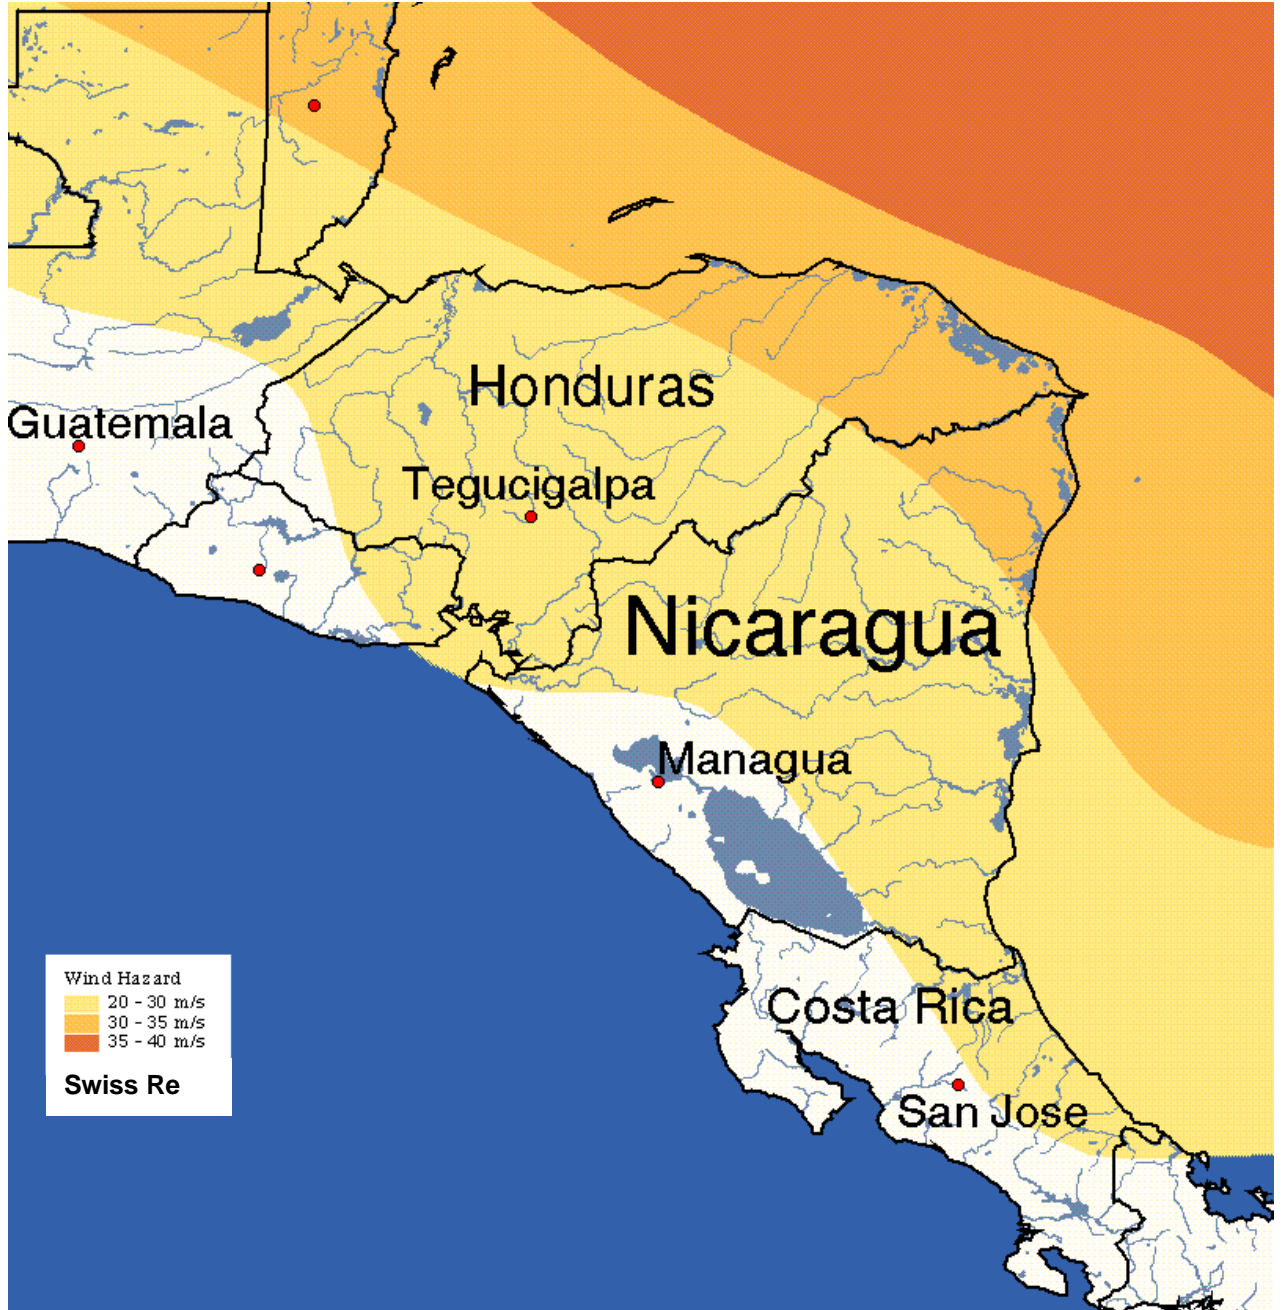 Honduras
Guatemala
Tegucigalpa
Nicaragua
Managua
Costa Rica
San Jose
Wind Hazard
20 - 30 m/s
30 - 35 m/s
35 - 40 m/s
Swiss Re